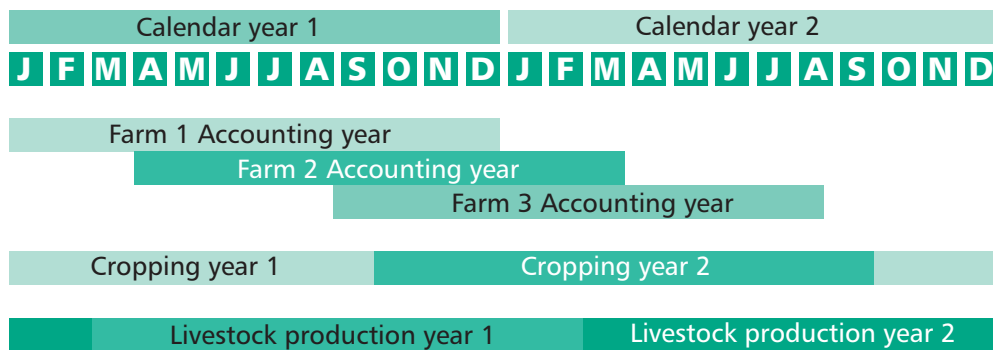 Calendar year 1 Calendar year 2
J F M A M J J A S O N D J F M A M J J A S O N D
Farm 1 Accounting year
Farm 2 Accounting year
Farm 3 Accounting year
Cropping year 1 Cropping year 2
Livestock production year 1 Livestock production year 2